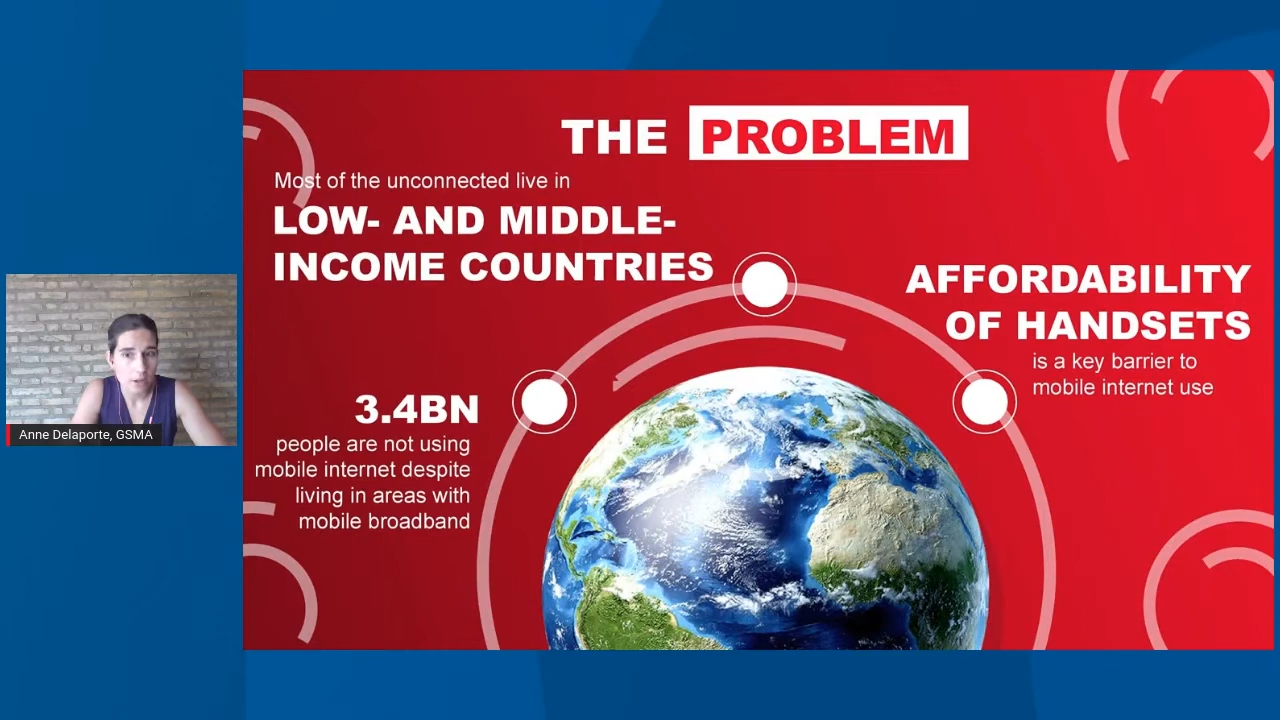 THE PROBLEM
Most of the unconnected live in
LOW- AND MIDDLE-
INCOME COUNTRIES
AFFORDABILITY
OF HANDSETS
is a key barrier to
mobile internet use
3.4BN
people are not using
mobile internet despite
living in areas with
mobile broadband
Anne Delaporte, GSMA